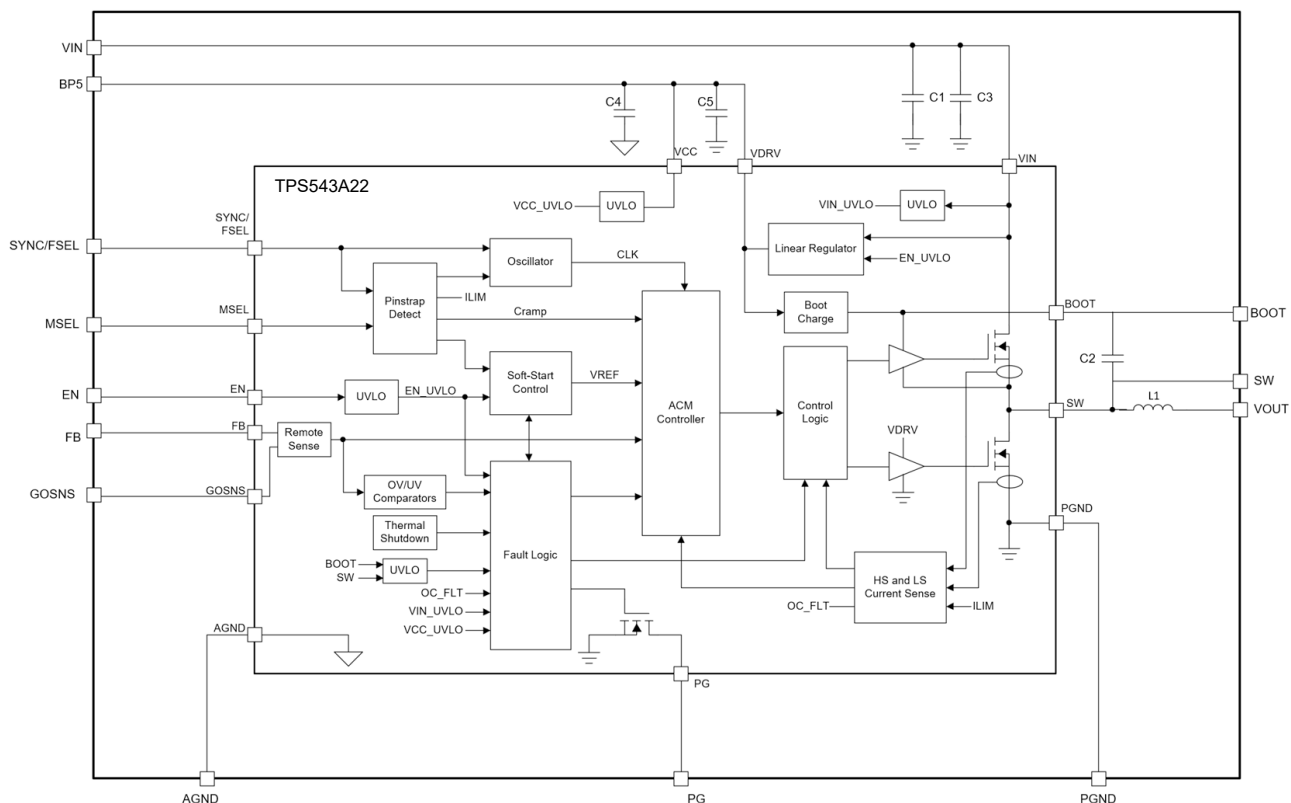 VIN
BP5
C4
C5
C1
C3
VCC
VDRV
VIN
TPS543A22
VCC_UVLO
UVLO
VIN_UVLO
UVLO
SYNC/
FSEL
SYNC/FSEL
Oscillator
CLK
Linear Regulator
EN_UVLO
Pinstrap
Detect
ILIM
MSEL
MSEL
Cramp
Boot
Charge
BOOT
BOOT
C2
EN
EN
UVLO
EN_UVLO
Soft-Start
Control
VREF
ACM
Controller
Control
Logic
SW
SW
L1
VOUT
FB
FB
Remote
Sense
VDRV
GOSNS
GOSNS
OV/UV
Comparators
Thermal
Shutdown
PGND
BOOT
SW
UVLO
Fault Logic
HS and LS
Current Sense
OC_FLT
VIN_UVLO
VCC_UVLO
OC_FLT
ILIM
AGND
PG
AGND
PG
PGND